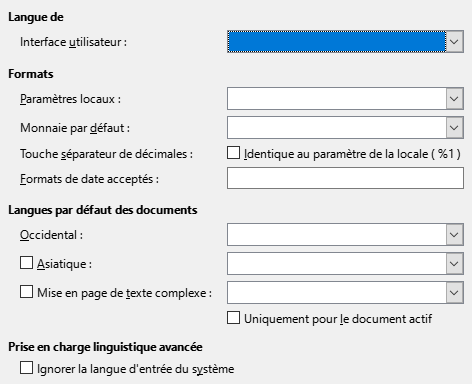 Langue de
Interface utilisateur :
Formats
Paramètres locaux :
Monnaie par défaut :
Touche séparateur de décimales :
Identique au paramètre de la locale ( %1 )
Formats de date acceptés :
Langues par défaut des documents
Occidental :
Asiatique :
Mise en page de texte complexe :
Uniquement pour le document actif
Prise en charge linguistique avancée
Ignorer la langue d'entrée du système